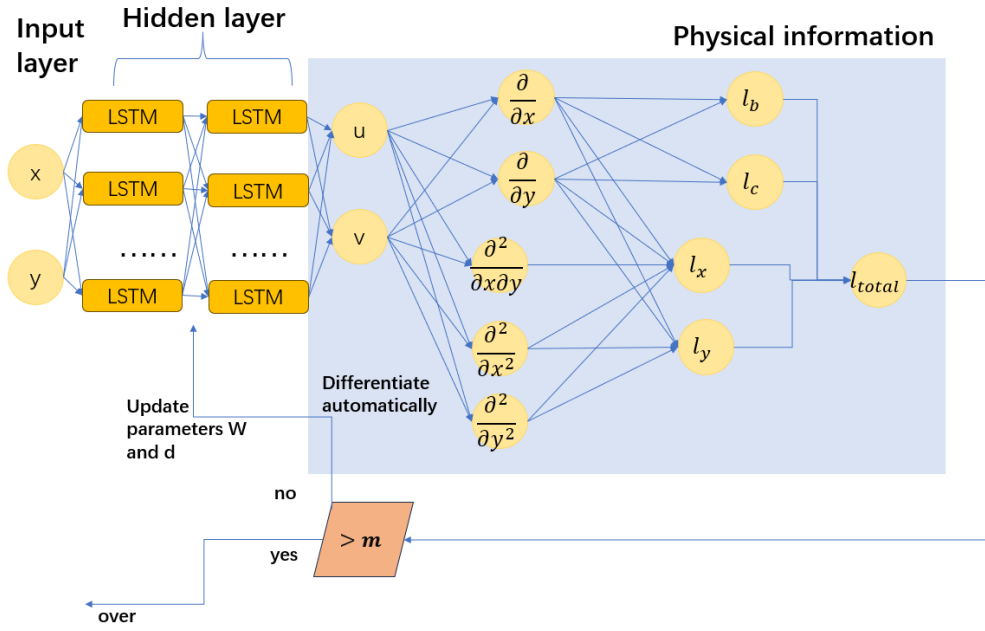 Input
layer
Hidden layer
Physical information
x
y
LSTM
LSTM
LSTM
LSTM
......
......
LSTM
LSTM
u
v
∂/∂x
∂/∂y
∂²/∂x∂y
∂²/∂x²
∂²/∂y²
l_b
l_c
l_x
l_y
l_total
Differentiate
automatically
Update
parameters W
and d
no
yes
> m
over